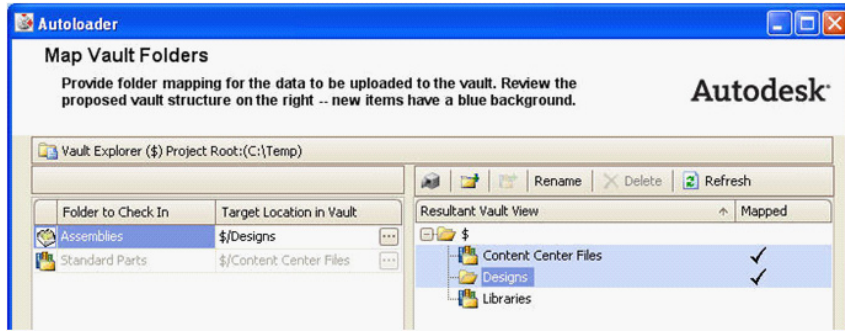 Autoloader
Map Vault Folders
Provide folder mapping for the data to be uploaded to the vault. Review the
proposed vault structure on the right -- new items have a blue background.
Autodesk
Vault Explorer ($) Project Root:(C:\Temp)
Rename Delete Refresh
Folder to Check In Target Location in Vault
Assemblies $/Designs ...
Standard Parts $/Content Center Files ...
Resultant Vault View Mapped
$
Content Center Files
Designs
Libraries